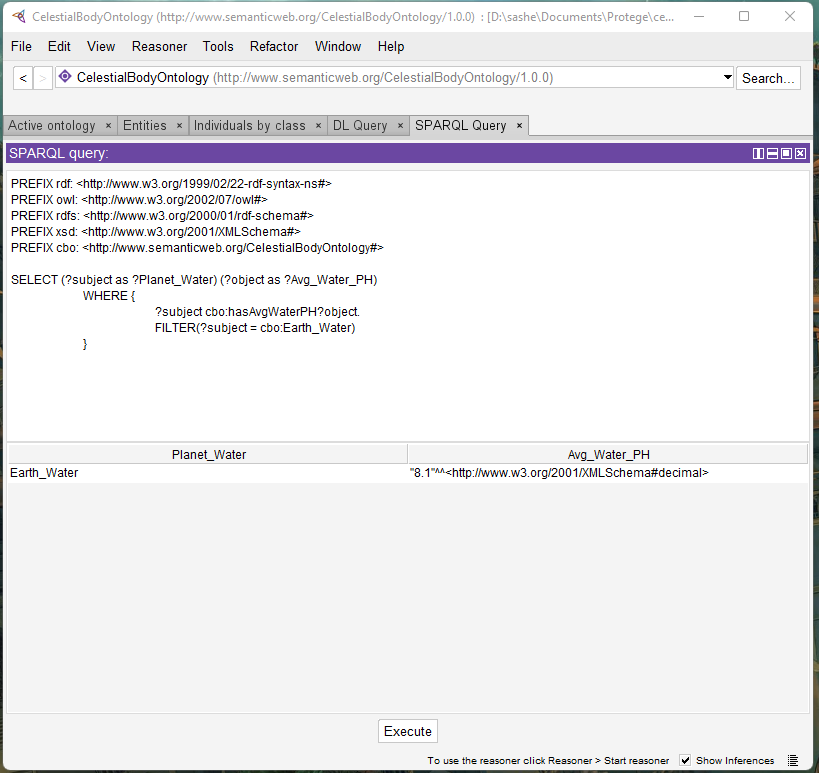 CelestialBodyOntology (http://www.semanticweb.org/CelestialBodyOntology/1.0.0) : [D:\sashe\Documents\Protege\ce...
File Edit View Reasoner Tools Refactor Window Help
< > CelestialBodyOntology (http://www.semanticweb.org/CelestialBodyOntology/1.0.0) Search...
Active ontology × Entities × Individuals by class × DL Query × SPARQL Query ×
SPARQL query:
PREFIX rdf: <http://www.w3.org/1999/02/22-rdf-syntax-ns#>
PREFIX owl: <http://www.w3.org/2002/07/owl#>
PREFIX rdfs: <http://www.w3.org/2000/01/rdf-schema#>
PREFIX xsd: <http://www.w3.org/2001/XMLSchema#>
PREFIX cbo: <http://www.semanticweb.org/CelestialBodyOntology#>
SELECT (?subject as ?Planet_Water) (?object as ?Avg_Water_PH)
WHERE {
?subject cbo:hasAvgWaterPH?object.
FILTER(?subject = cbo:Earth_Water)
}
Planet_Water Avg_Water_PH
Earth_Water "8.1"^^<http://www.w3.org/2001/XMLSchema#decimal>
Execute
To use the reasoner click Reasoner > Start reasoner Show Inferences